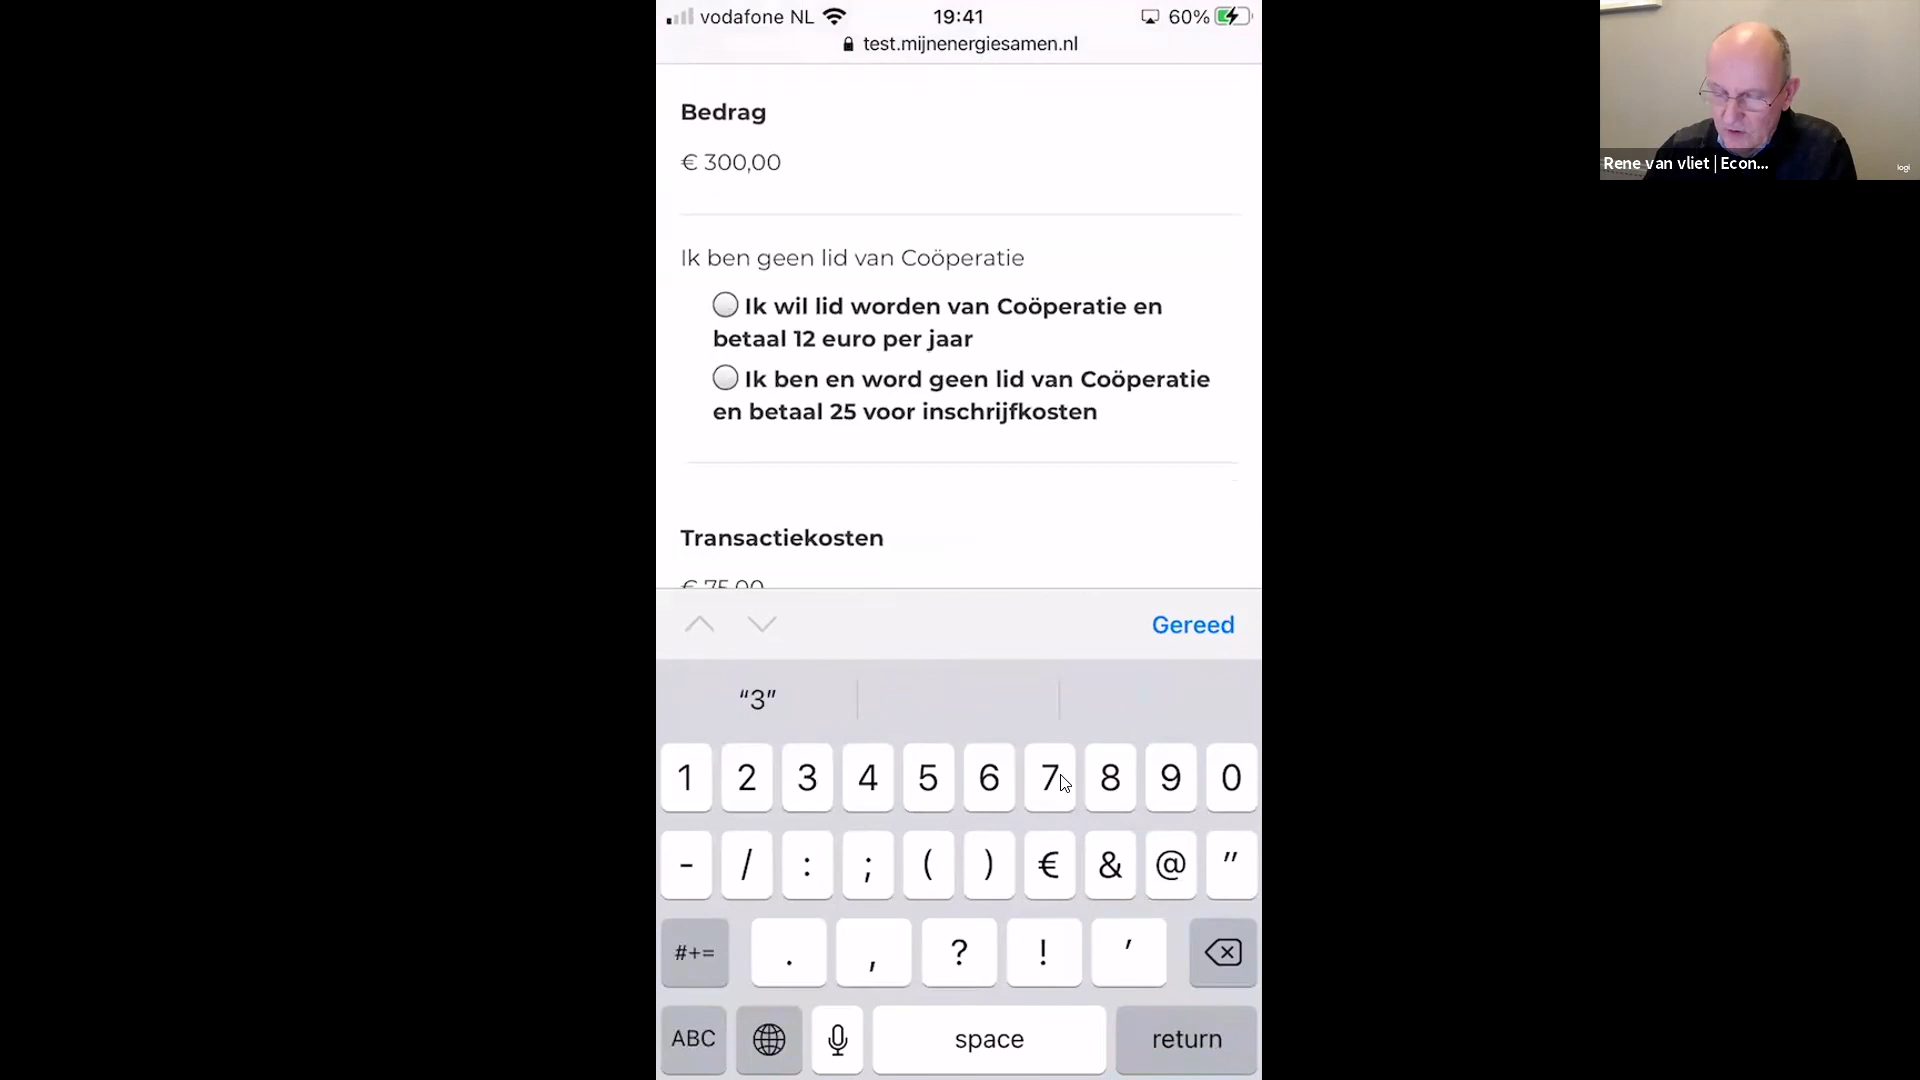 vodafone NL 19:41 60%
test.mijnenergiesamen.nl
Bedrag
€ 300,00
Ik ben geen lid van Coöperatie
Ik wil lid worden van Coöperatie en
betaal 12 euro per jaar
Ik ben en word geen lid van Coöperatie
en betaal 25 voor inschrijfkosten
Transactiekosten
€ 75,00
Gereed
“3”
1 2 3 4 5 6 7 8 9 0
- / : ; ( ) € & @ "
#+= . , ? ! '
ABC space return
Rene van vliet | Econ...
logi